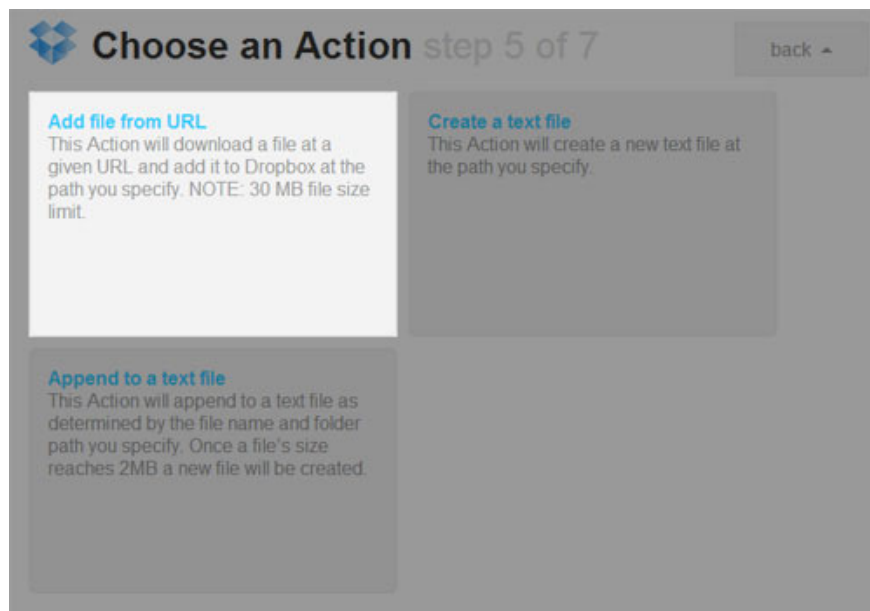 Choose an Action step 5 of 7
back
Add file from URL
This Action will download a file at a
given URL and add it to Dropbox at the
path you specify. NOTE: 30 MB file size
limit.
Create a text file
This Action will create a new text file at
the path you specify.
Append to a text file
This Action will append to a text file as
determined by the file name and folder
path you specify. Once a file's size
reaches 2MB a new file will be created.